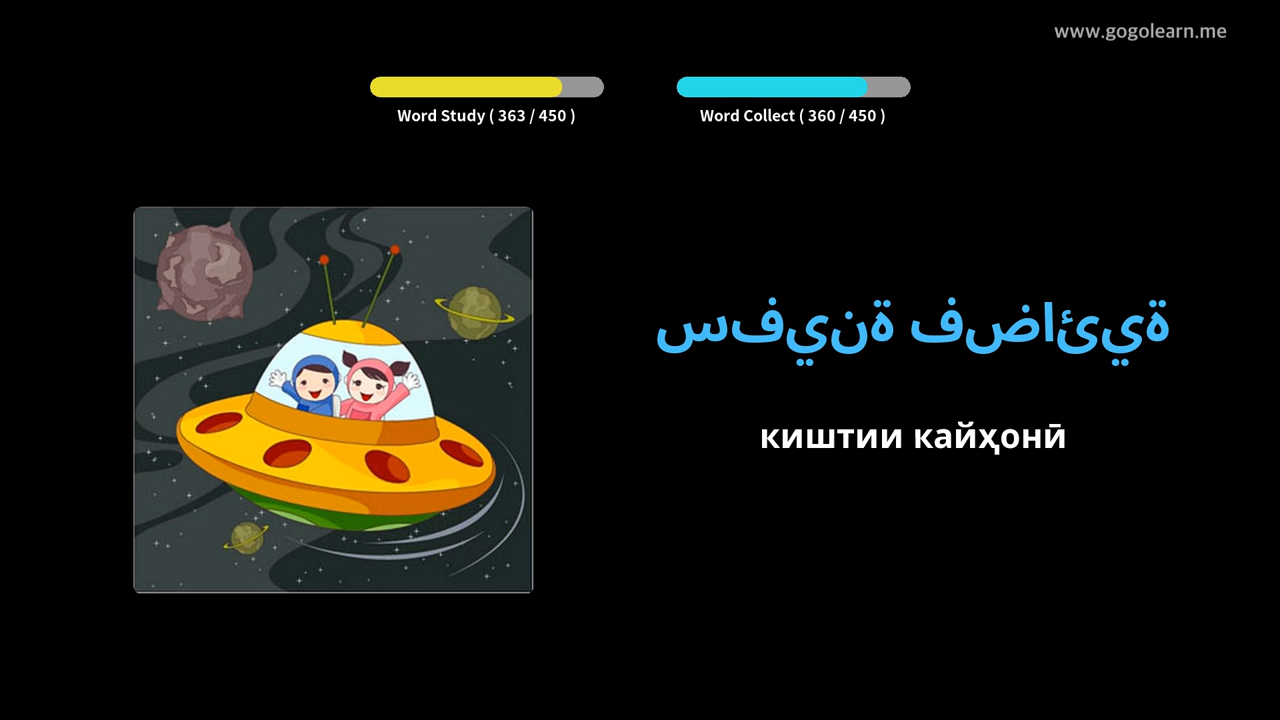 www.gogolearn.me
Word Study ( 363 / 450 )
Word Collect ( 360 / 450 )
سفينة فضائية
киштии кайҳонӣ